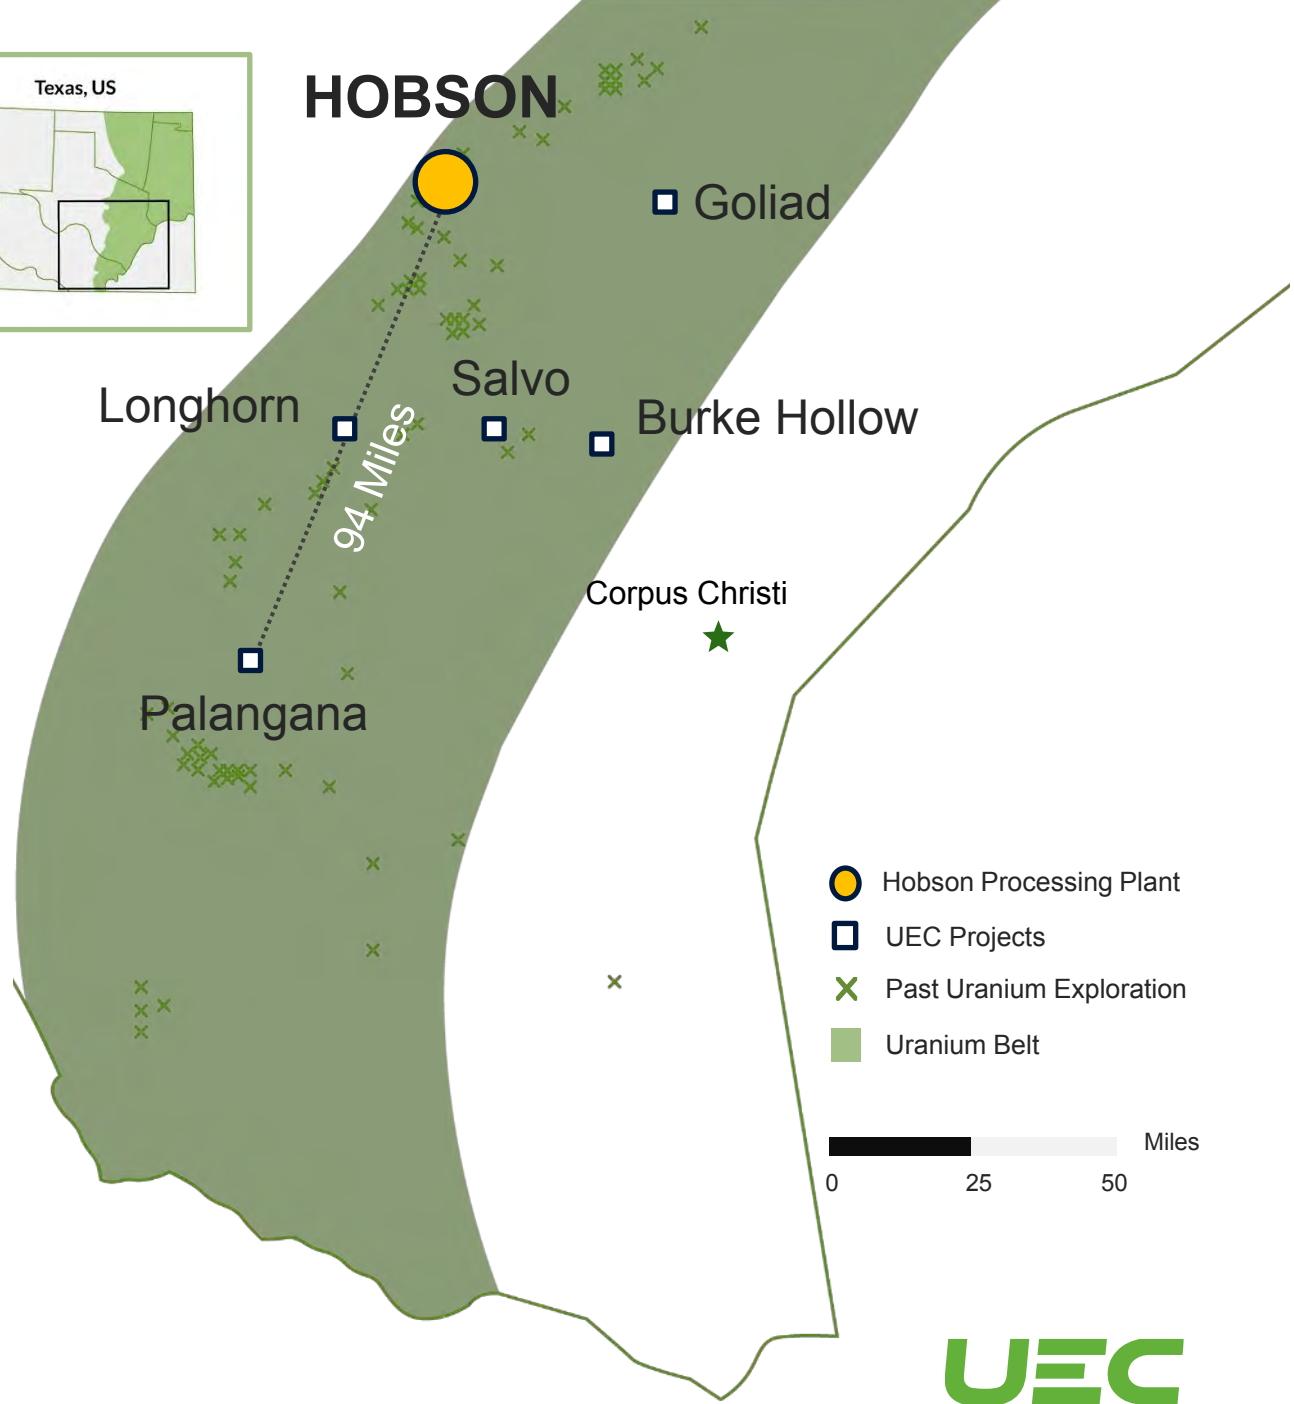 Texas, US
HOBSON
Goliad
Salvo
Longhorn
Burke Hollow
94 Miles
Corpus Christi
Palangana
Hobson Processing Plant
UEC Projects
Past Uranium Exploration
Uranium Belt
Miles
0 25 50
UEC